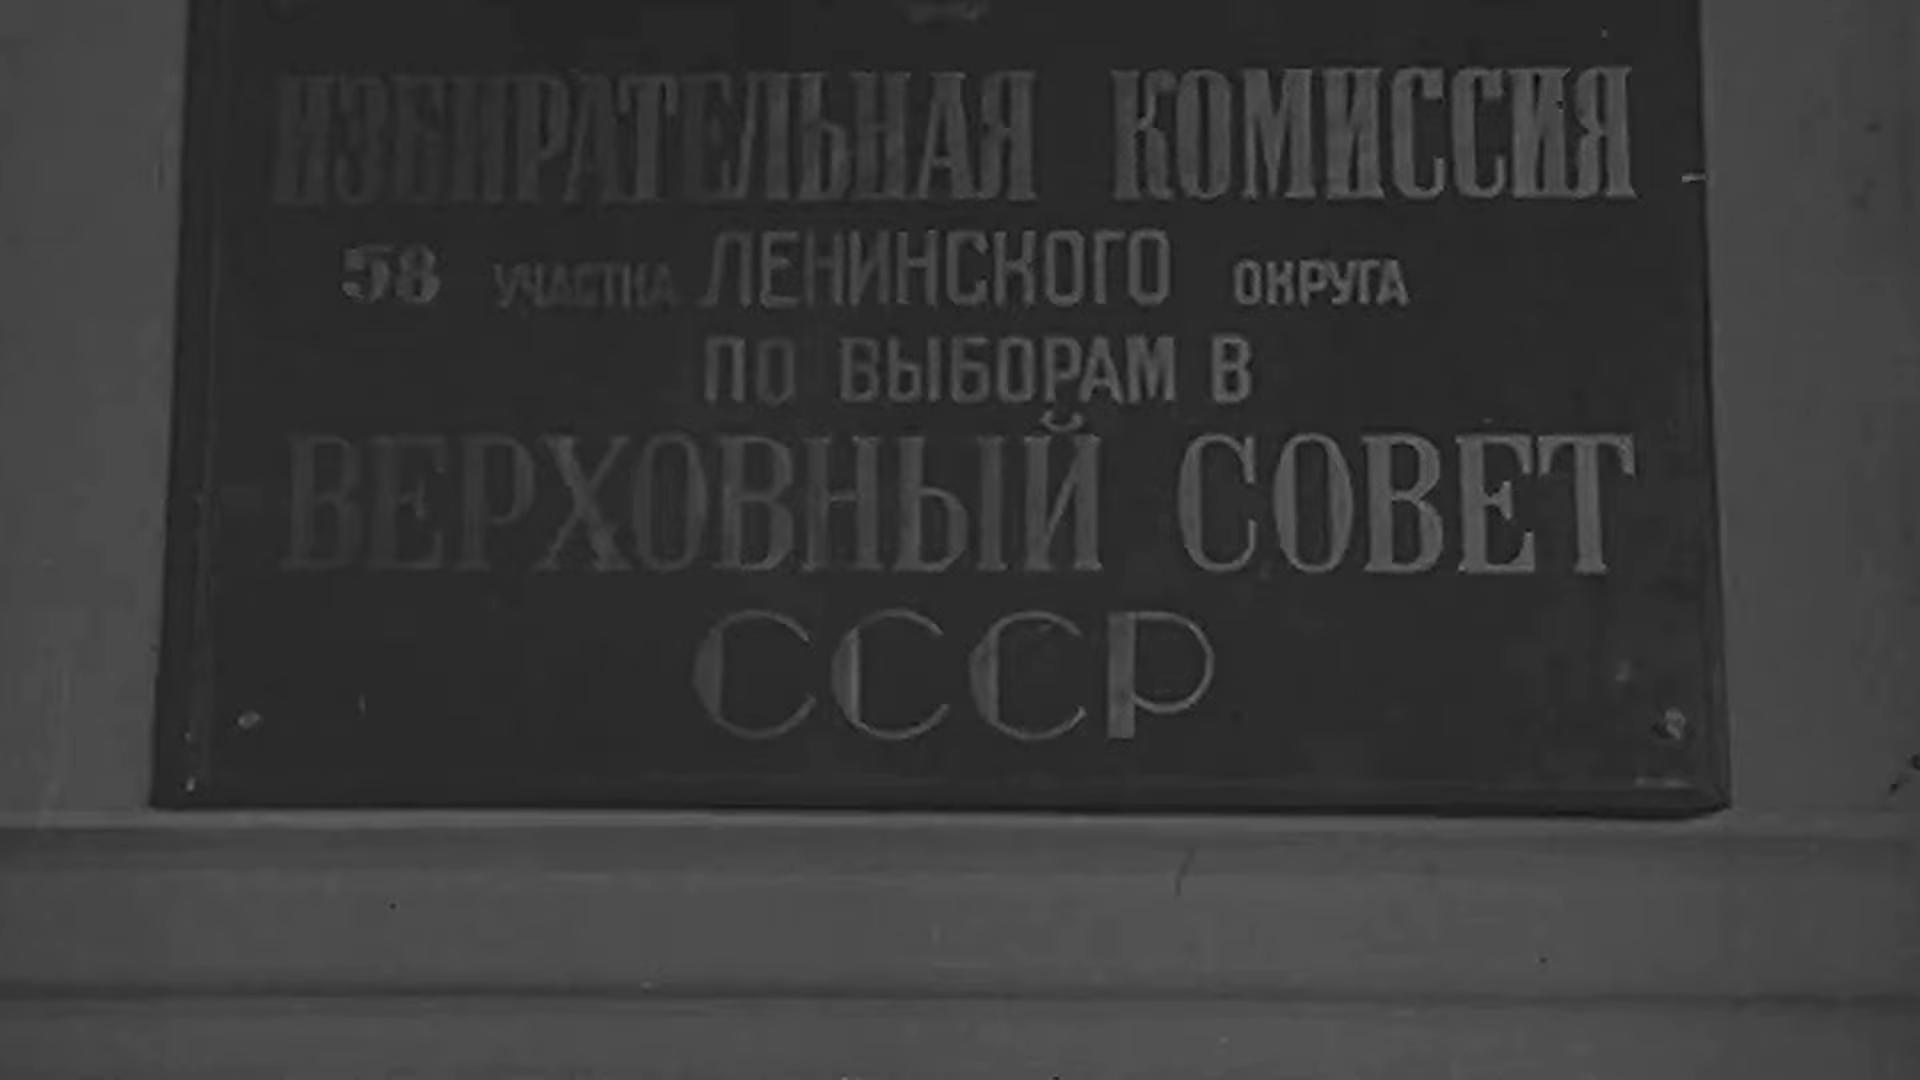 ИЗБИРАТЕЛЬНАЯ КОМИССИЯ
58 УЧАСТКА ЛЕНИНСКОГО ОКРУГА
ПО ВЫБОРАМ В
ВЕРХОВНЫЙ СОВЕТ
СССР